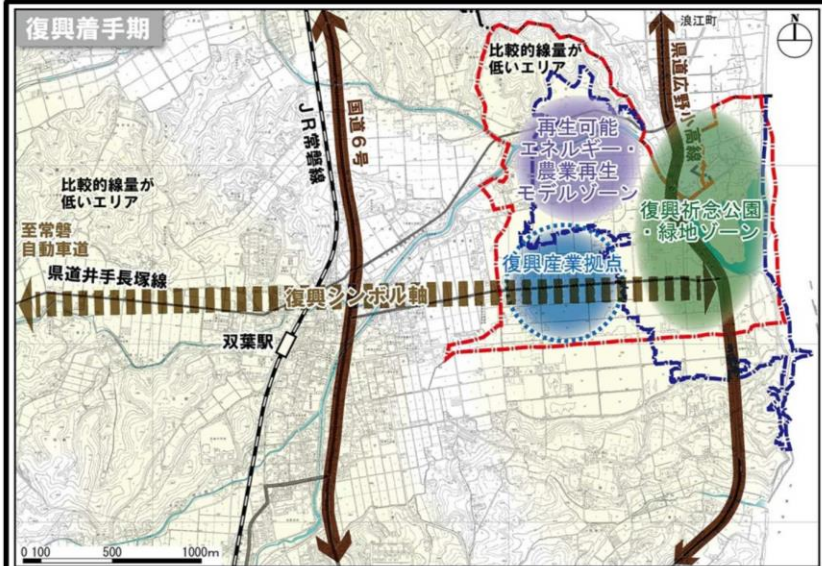 復興着手期
浪江町
N
比較的線量が
低いエリア
県道広野小高線
JR常磐線
国道6号
再生可能
エネルギー・
農業再生
モデルゾーン
比較的線量が
低いエリア
復興祈念公園
・緑地ゾーン
至常磐
自動車道
復興産業拠点
県道井手長塚線
復興シンボル軸
双葉駅
0 100 500 1000m